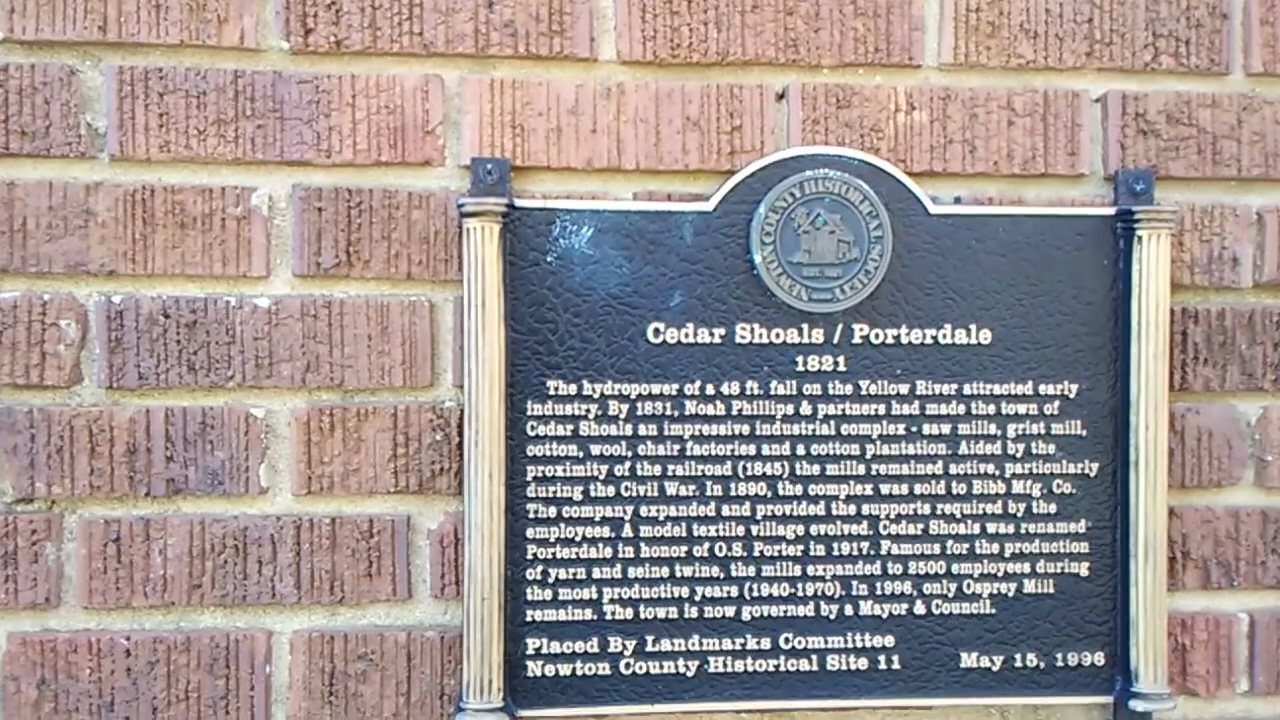 NEWTON COUNTY HISTORICAL SOCIETY
Cedar Shoals / Porterdale
1821
The hydropower of a 48 ft. fall on the Yellow River attracted early
industry. By 1831, Noah Phillips & partners had made the town of
Cedar Shoals an impressive industrial complex - saw mills, grist mill,
cotton, wool, chair factories and a cotton plantation. Aided by the
proximity of the railroad (1845) the mills remained active, particularly
during the Civil War. In 1890, the complex was sold to Bibb Mfg. Co.
The company expanded and provided the supports required by the
employees. A model textile village evolved. Cedar Shoals was renamed
Porterdale in honor of O.S. Porter in 1917. Famous for the production
of yarn and seine twine, the mills expanded to 2500 employees during
the most productive years (1940-1970). In 1996, only Osprey Mill
remains. The town is now governed by a Mayor & Council.
Placed By Landmarks Committee
Newton County Historical Site 11 May 15, 1996